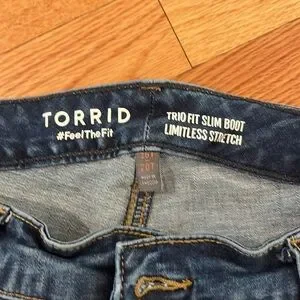 TORRID
#FeelTheFit
TRIO FIT SLIM BOOT
LIMITLESS STRETCH